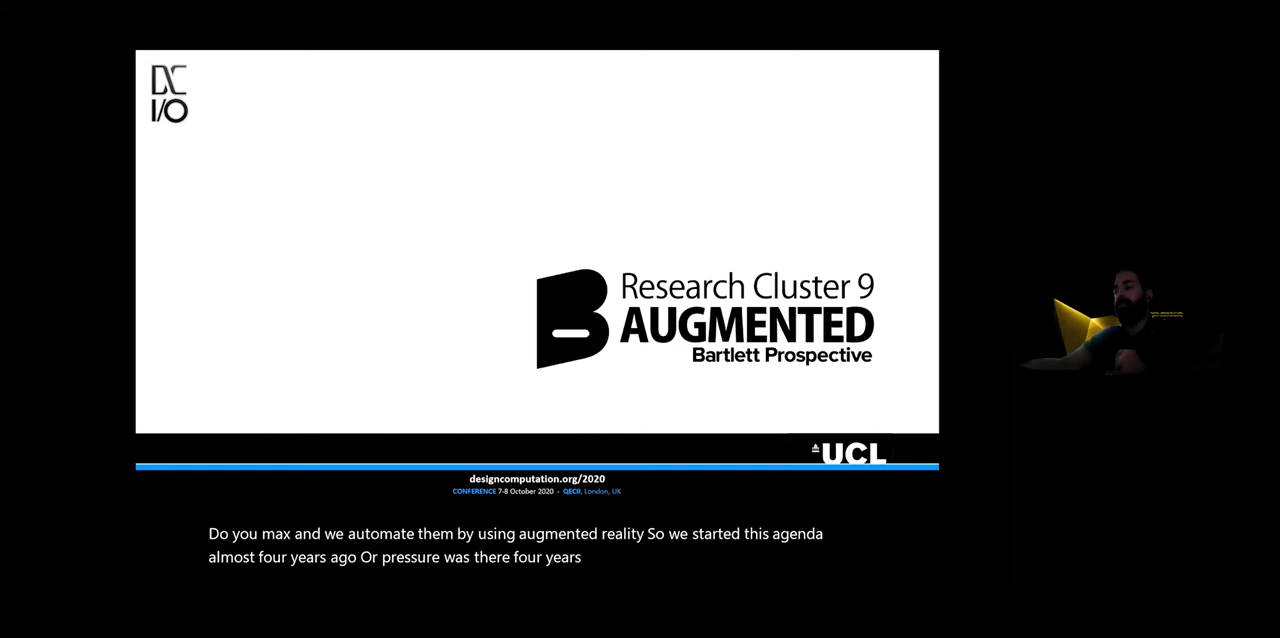 DC
I/O
Research Cluster 9
AUGMENTED
Bartlett Prospective
UCL
designcomputation.org/2020
CONFERENCE 7-8 October 2020 - QECII, London, UK
Do you max and we automate them by using augmented reality So we started this agenda
almost four years ago Or pressure was there four years